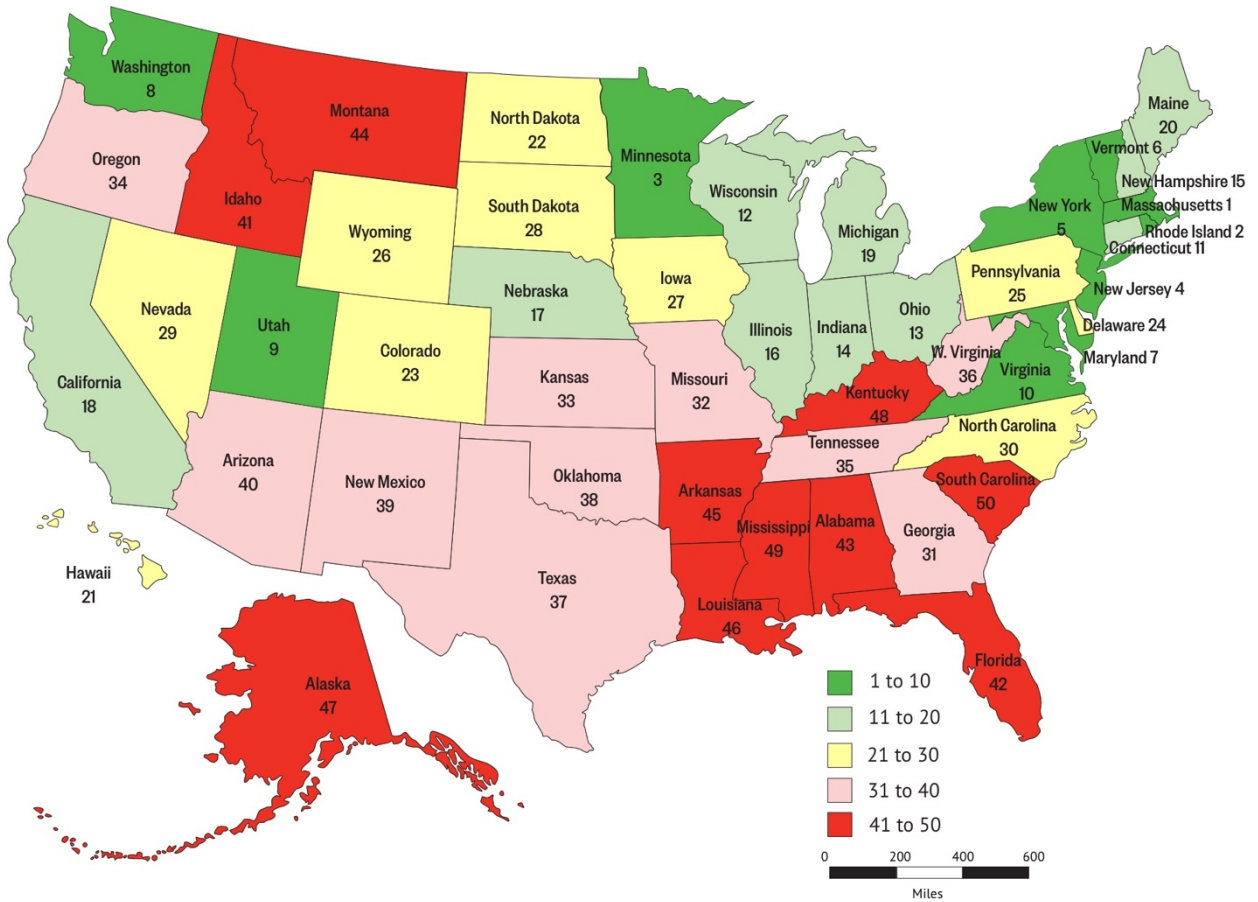 Washington
8
Montana
44
North Dakota
22
Minnesota
3
Maine
20
Vermont 6
New Hampshire 15
Oregon
34
Idaho
41
Wisconsin
12
Massachusetts 1
New York
5
Rhode Island 2
Connecticut 11
South Dakota
28
Wyoming
26
Michigan
19
Pennsylvania
25
New Jersey 4
Iowa
27
Nebraska
17
Nevada
29
Utah
9
Ohio
13
Delaware 24
Illinois
16
Indiana
14
Colorado
23
W. Virginia
36
Maryland 7
Virginia
10
California
18
Kansas
33
Missouri
32
Kentucky
48
North Carolina
30
Tennessee
35
Arizona
40
New Mexico
39
Oklahoma
38
Arkansas
45
South Carolina
50
Mississippi
49
Alabama
43
Georgia
31
Hawaii
21
Texas
37
Louisiana
46
Florida
42
Alaska
47
1 to 10
11 to 20
21 to 30
31 to 40
41 to 50
0 200 400 600
Miles